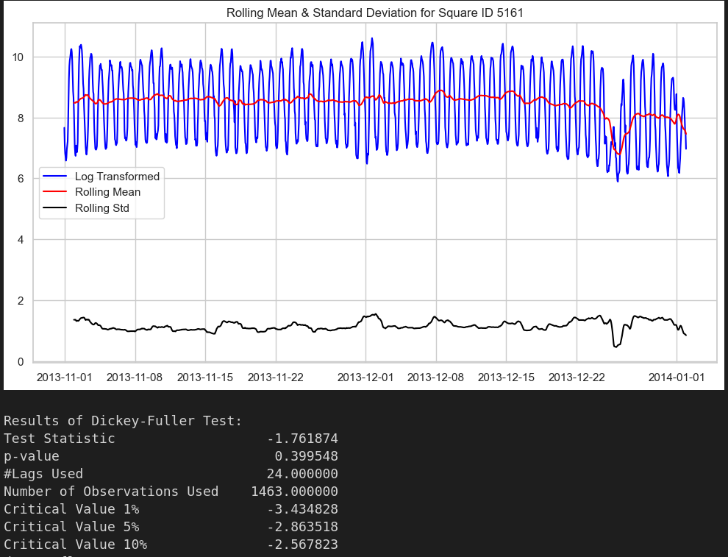 Rolling Mean & Standard Deviation for Square ID 5161
10
8
6
Log Transformed
Rolling Mean
Rolling Std
4
2
0
2013-11-01 2013-11-08 2013-11-15 2013-11-22 2013-12-01 2013-12-08 2013-12-15 2013-12-22 2014-01-01
Results of Dickey-Fuller Test:
Test Statistic -1.761874
p-value 0.399548
#Lags Used 24.000000
Number of Observations Used 1463.000000
Critical Value 1% -3.434828
Critical Value 5% -2.863518
Critical Value 10% -2.567823